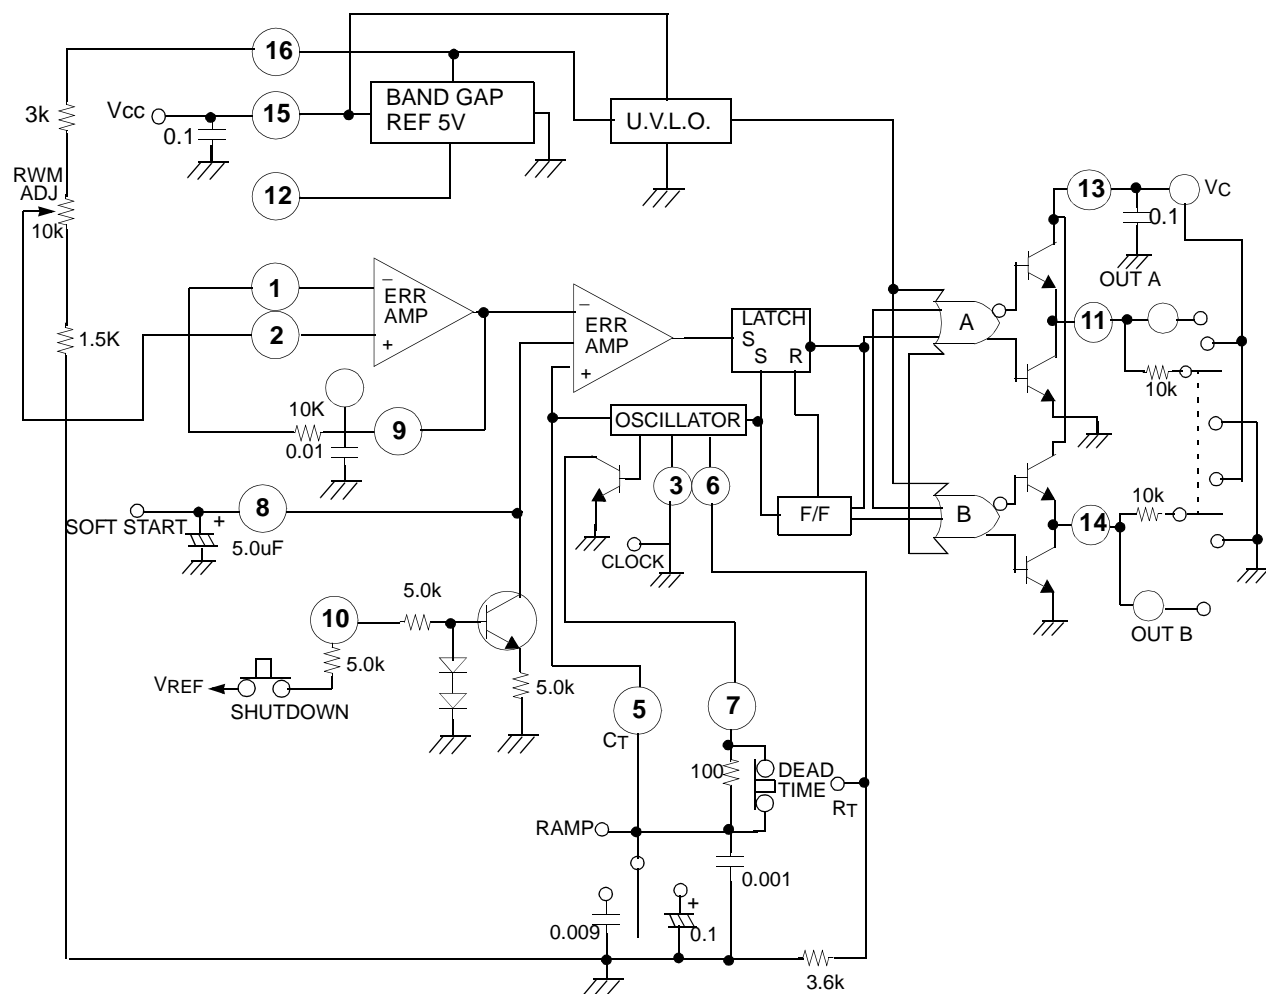 16
3k
Vcc
15
BAND GAP
REF 5V
U.V.L.O.
0.1
RWM
ADJ
10k
12
13
VC
0.1
OUT A
1
–
ERR
AMP
+
2
1.5K
–
ERR
AMP
+
LATCH
S
S R
A
11
10k
10K
0.01
9
OSCILLATOR
3
6
SOFT START
8
+
5.0uF
CLOCK
F/F
B
10k
14
OUT B
10
5.0k
5.0k
VREF
SHUTDOWN
5.0k
5
CT
7
100
DEAD
TIME
RT
RAMP
0.001
0.009
+
0.1
3.6k